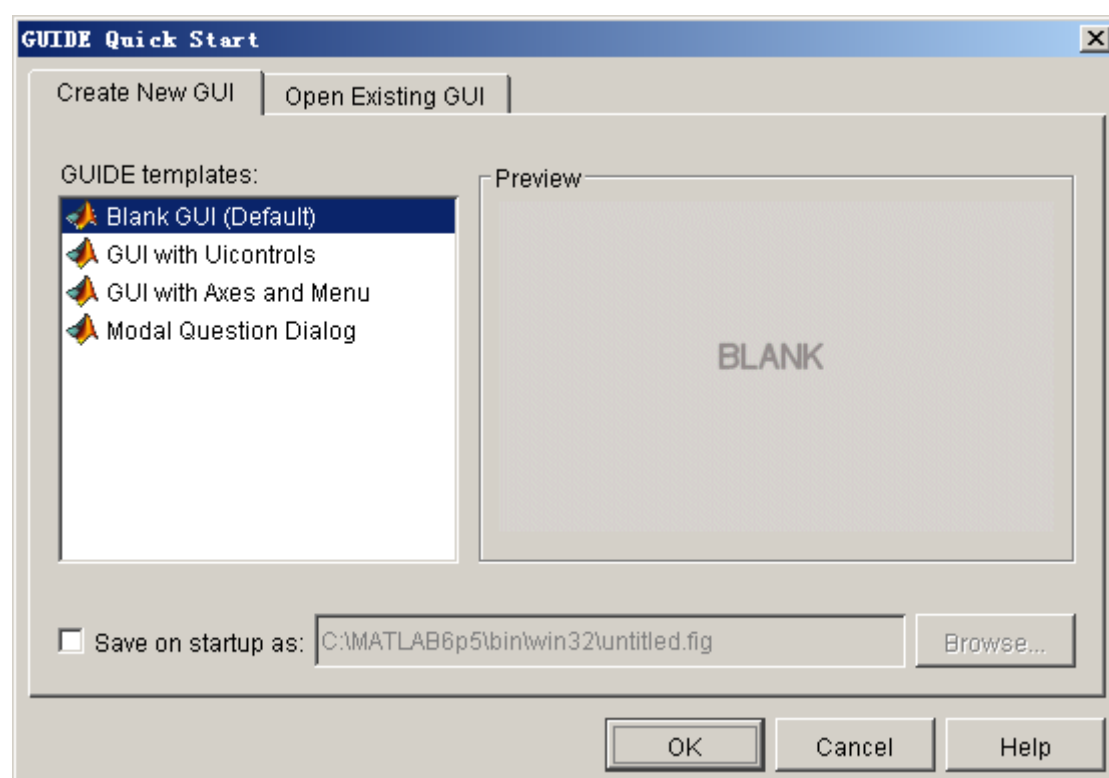 GUIDE Quick Start
Create New GUI
Open Existing GUI
GUIDE templates:
Blank GUI (Default)
GUI with Uicontrols
GUI with Axes and Menu
Modal Question Dialog
Preview
BLANK
Save on startup as:
C:\MATLAB6p5\bin\win32\untitled.fig
Browse...
OK
Cancel
Help